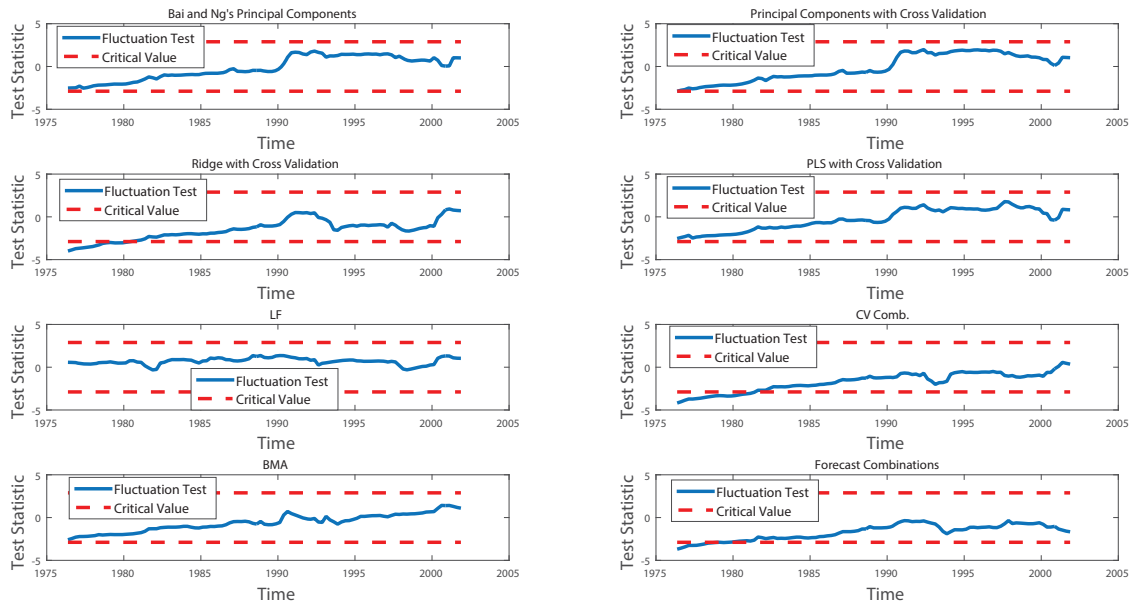 Bai and Ng's Principal Components
5
0
-5
Test Statistic
Fluctuation Test
Critical Value
1975 1980 1985 1990 1995 2000 2005
Time
Principal Components with Cross Validation
5
0
-5
Test Statistic
Fluctuation Test
Critical Value
1975 1980 1985 1990 1995 2000 2005
Time
Ridge with Cross Validation
5
0
-5
Test Statistic
Fluctuation Test
Critical Value
1975 1980 1985 1990 1995 2000 2005
Time
PLS with Cross Validation
5
0
-5
Test Statistic
Fluctuation Test
Critical Value
1975 1980 1985 1990 1995 2000 2005
Time
LF
5
0
-5
Test Statistic
Fluctuation Test
Critical Value
1975 1980 1985 1990 1995 2000 2005
Time
CV Comb.
5
0
-5
Test Statistic
Fluctuation Test
Critical Value
1975 1980 1985 1990 1995 2000 2005
Time
BMA
5
0
-5
Test Statistic
Fluctuation Test
Critical Value
1975 1980 1985 1990 1995 2000 2005
Time
Forecast Combinations
5
0
-5
Test Statistic
Fluctuation Test
Critical Value
1975 1980 1985 1990 1995 2000 2005
Time